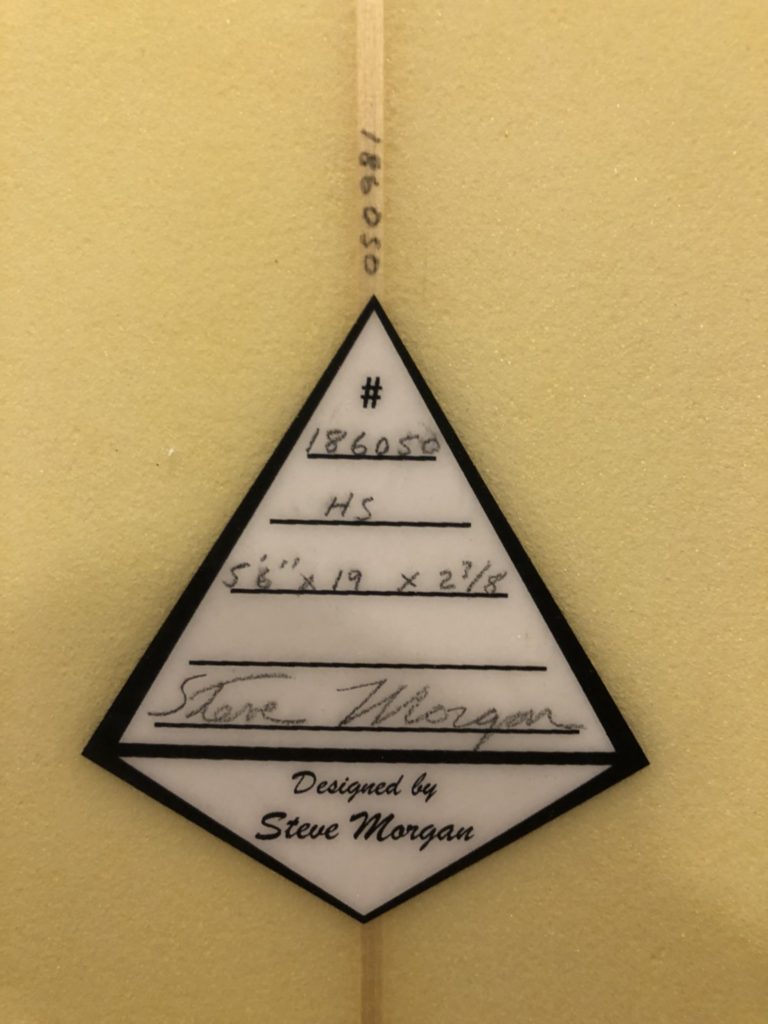 186050
#
186050
HS
5'6" x 19 x 2 3/8
Steve Morgan
Designed by
Steve Morgan